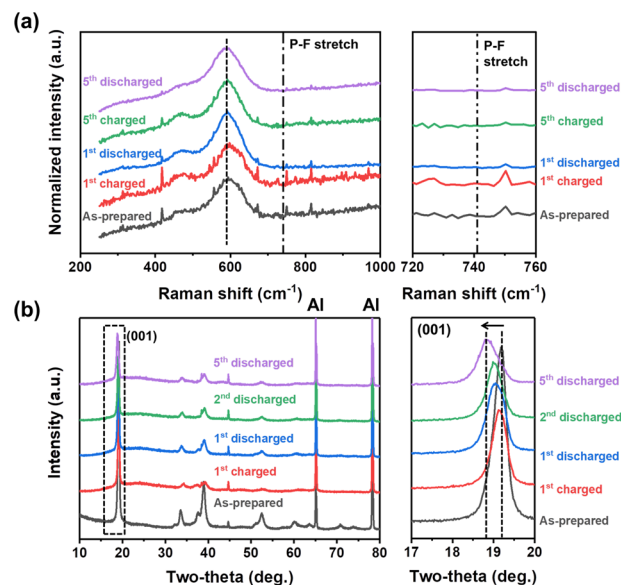 (a)
Normalized intensity (a.u.)
P-F stretch
5th discharged
5th charged
1st discharged
1st charged
As-prepared
200 400 600 800 1000
Raman shift (cm-1)
P-F
stretch
5th discharged
5th charged
1st discharged
1st charged
As-prepared
720 730 740 750 760
Raman shift (cm-1)
(b)
Intensity (a.u.)
Al Al
(001)
5th discharged
2nd discharged
1st discharged
1st charged
As-prepared
10 20 30 40 50 60 70 80
Two-theta (deg.)
(001)
5th discharged
2nd discharged
1st discharged
1st charged
As-prepared
17 18 19 20
Two-theta (deg.)